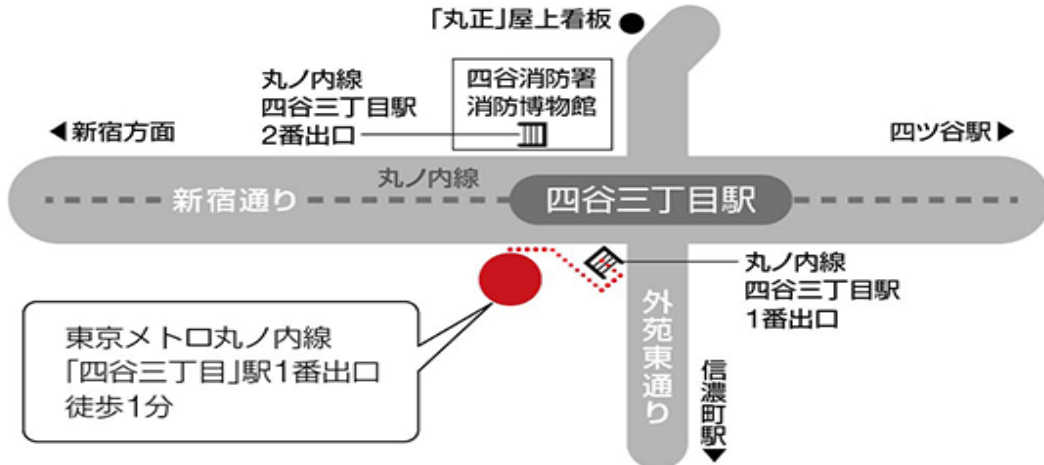 「丸正」屋上看板
丸ノ内線
四谷三丁目駅
2番出口
四谷消防署
消防博物館
◀新宿方面
四ツ谷駅▶
丸ノ内線
新宿通り
四谷三丁目駅
丸ノ内線
四谷三丁目駅
1番出口
外苑東通り
信濃町駅▼
東京メトロ丸ノ内線
「四谷三丁目」駅1番出口
徒歩1分